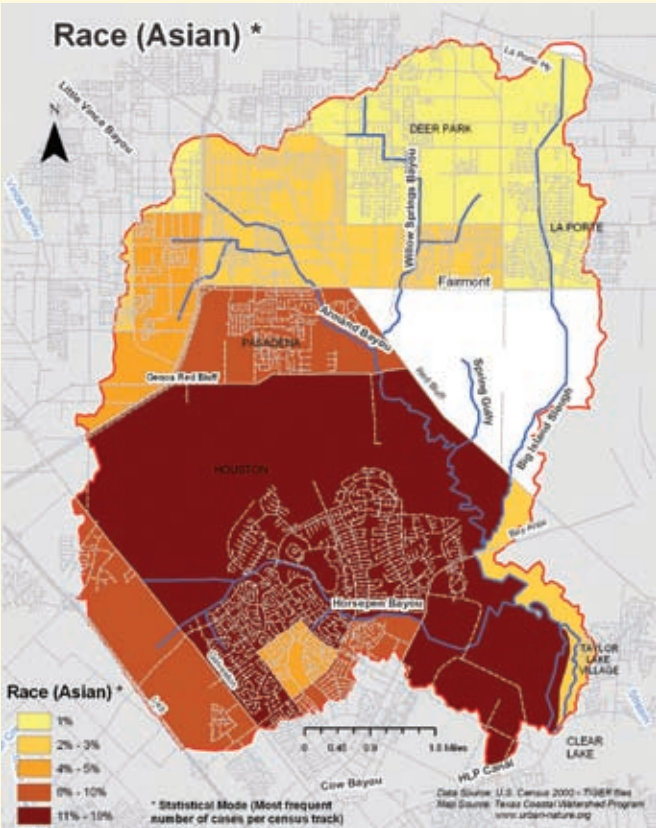 Race (Asian) *
La Porte Hy
Little Vince Bayou
N
DEER PARK
Vince Bayou
Willow Springs Bayou
LA PORTE
Fairmont
Armand Bayou
PASADENA
Genoa Red Bluff
Red Bluff
Spring Gully
Big Island Slough
HOUSTON
Bay Area
Horsepen Bayou
TAYLOR
LAKE
VILLAGE
Race (Asian) *
1%
2% - 3%
4% - 5%
6% - 10%
11% - 18%
0 0.45 0.9 1.8 Miles
CLEAR
LAKE
HLP Canal
Cow Bayou
* Statistical Mode (Most frequent
number of cases per census track)
Data Source: U.S. Census 2000 - TIGER files
Map Source: Texas Coastal Watershed Program
www.urban-nature.org